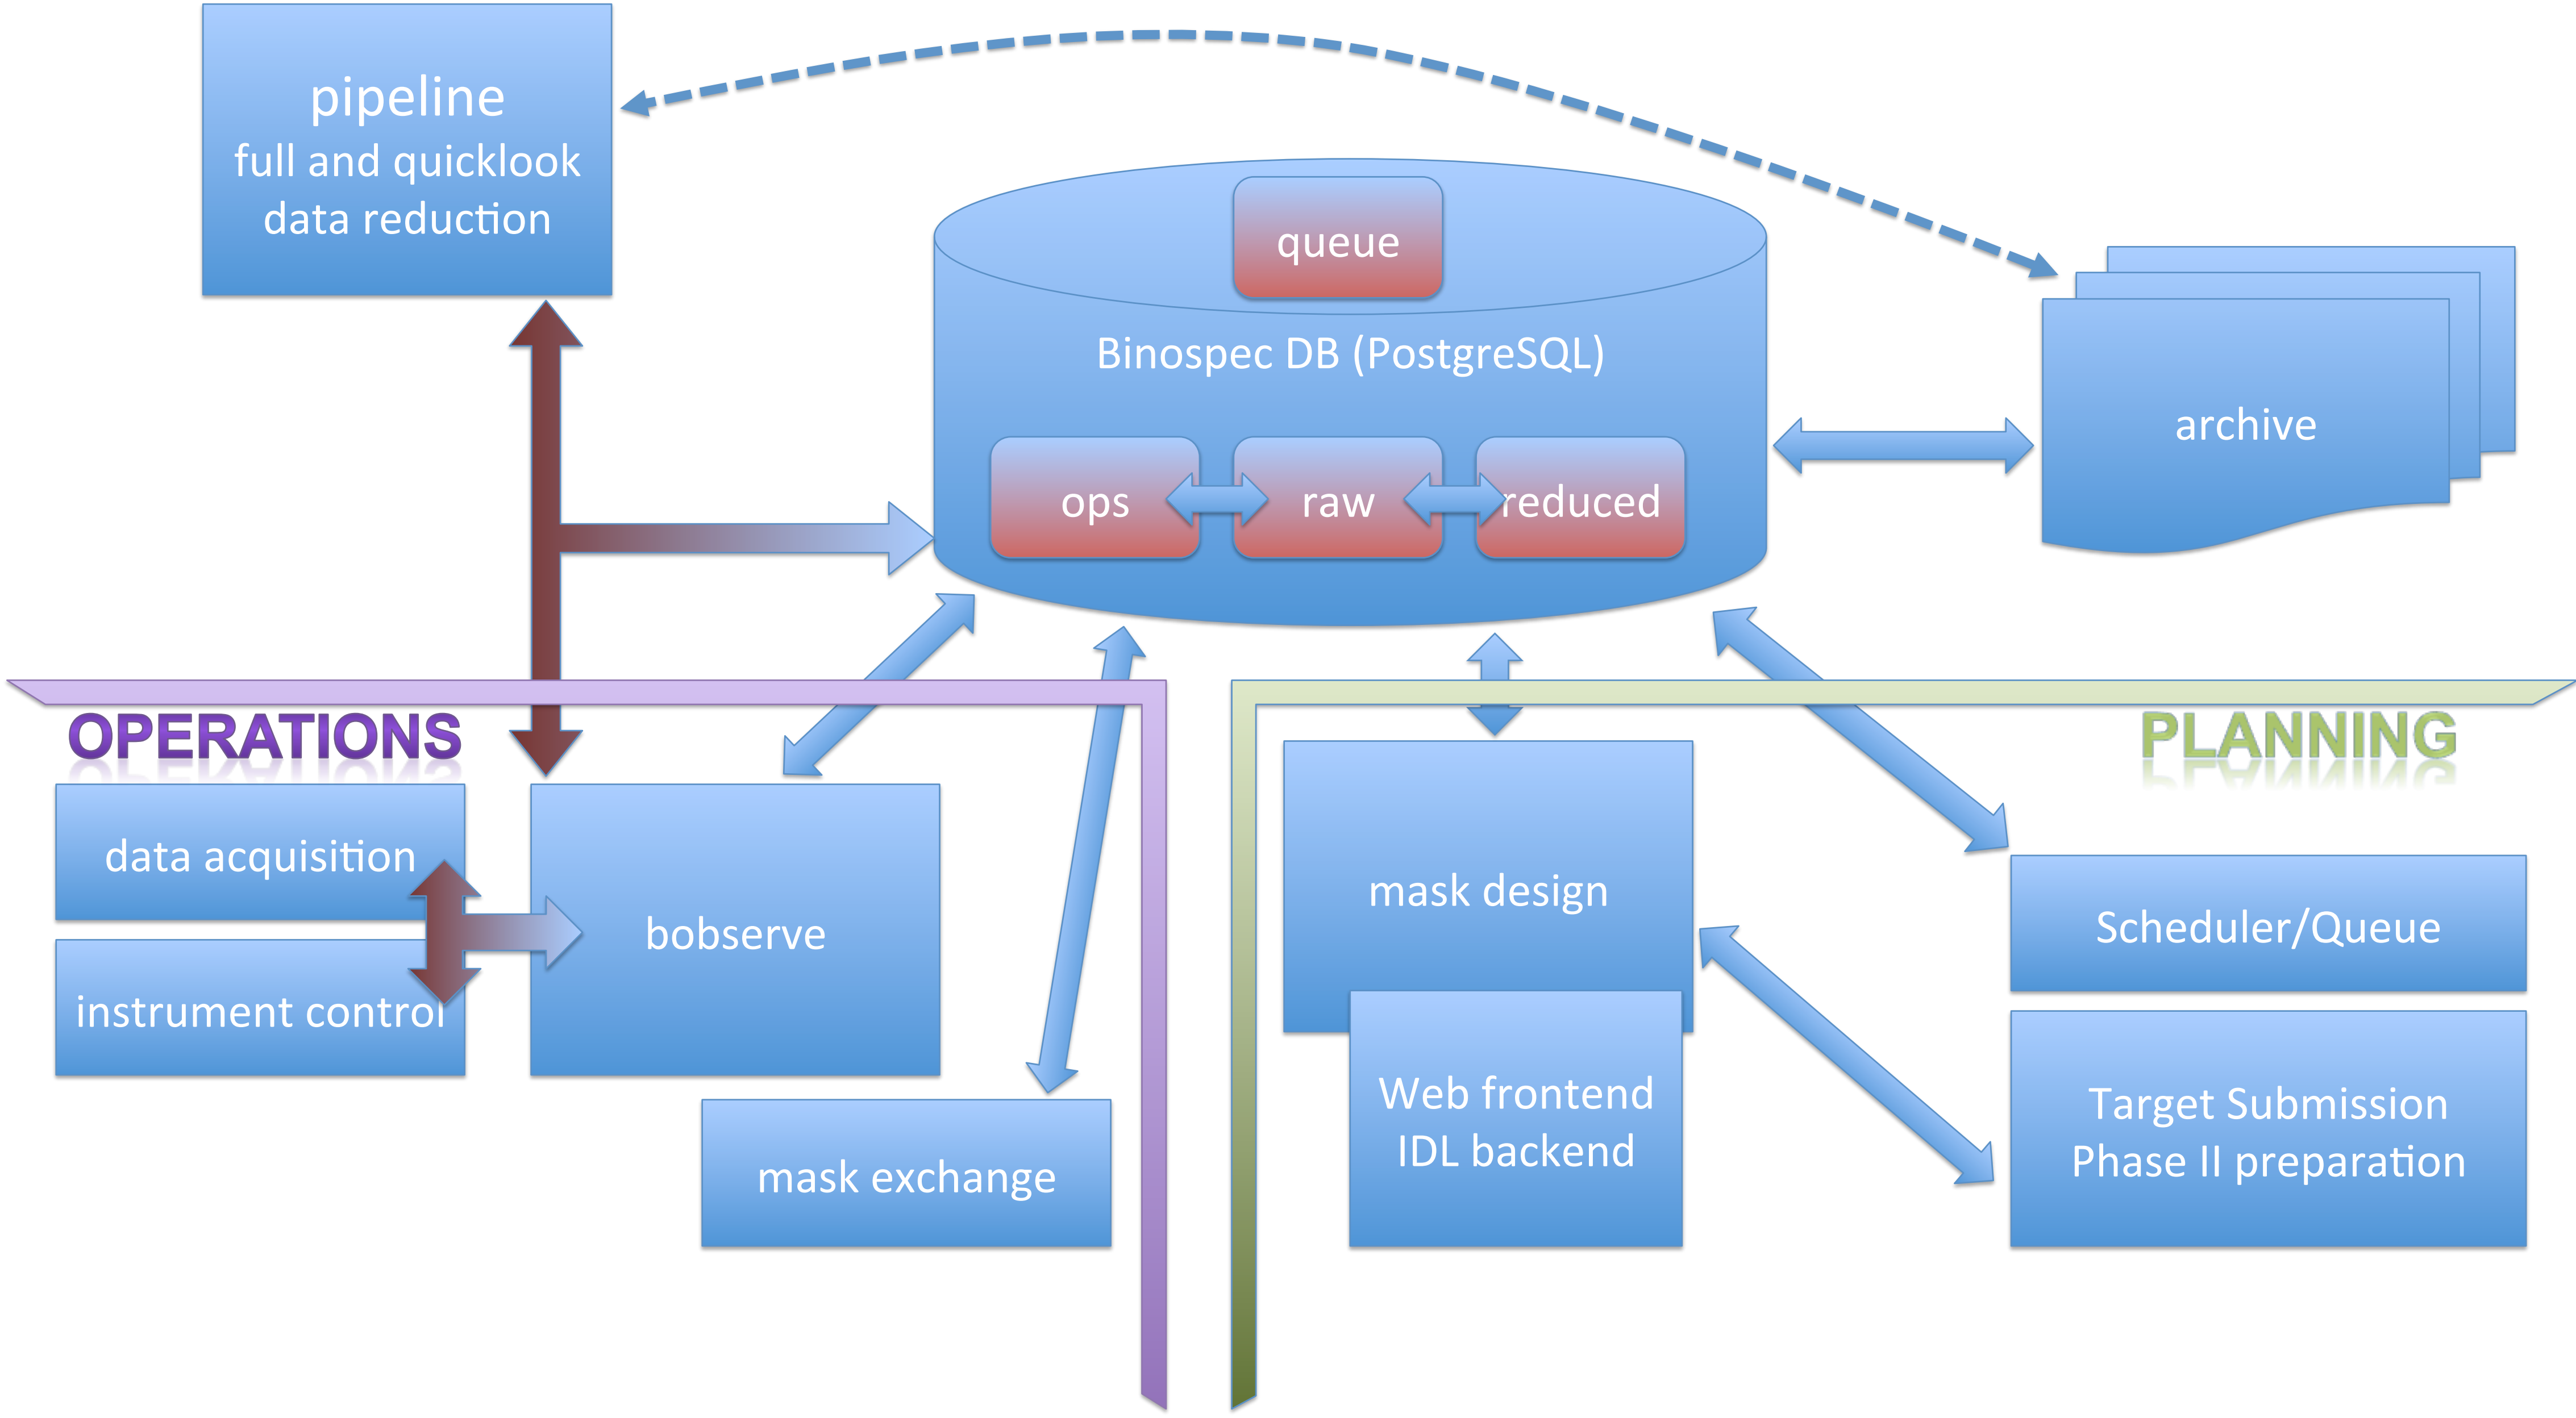 pipeline
full and quicklook
data reduction
queue
Binospec DB (PostgreSQL)
archive
ops
raw
reduced
OPERATIONS
PLANNING
data acquisition
instrument control
bobserve
mask exchange
mask design
Web frontend
IDL backend
Scheduler/Queue
Target Submission
Phase II preparation